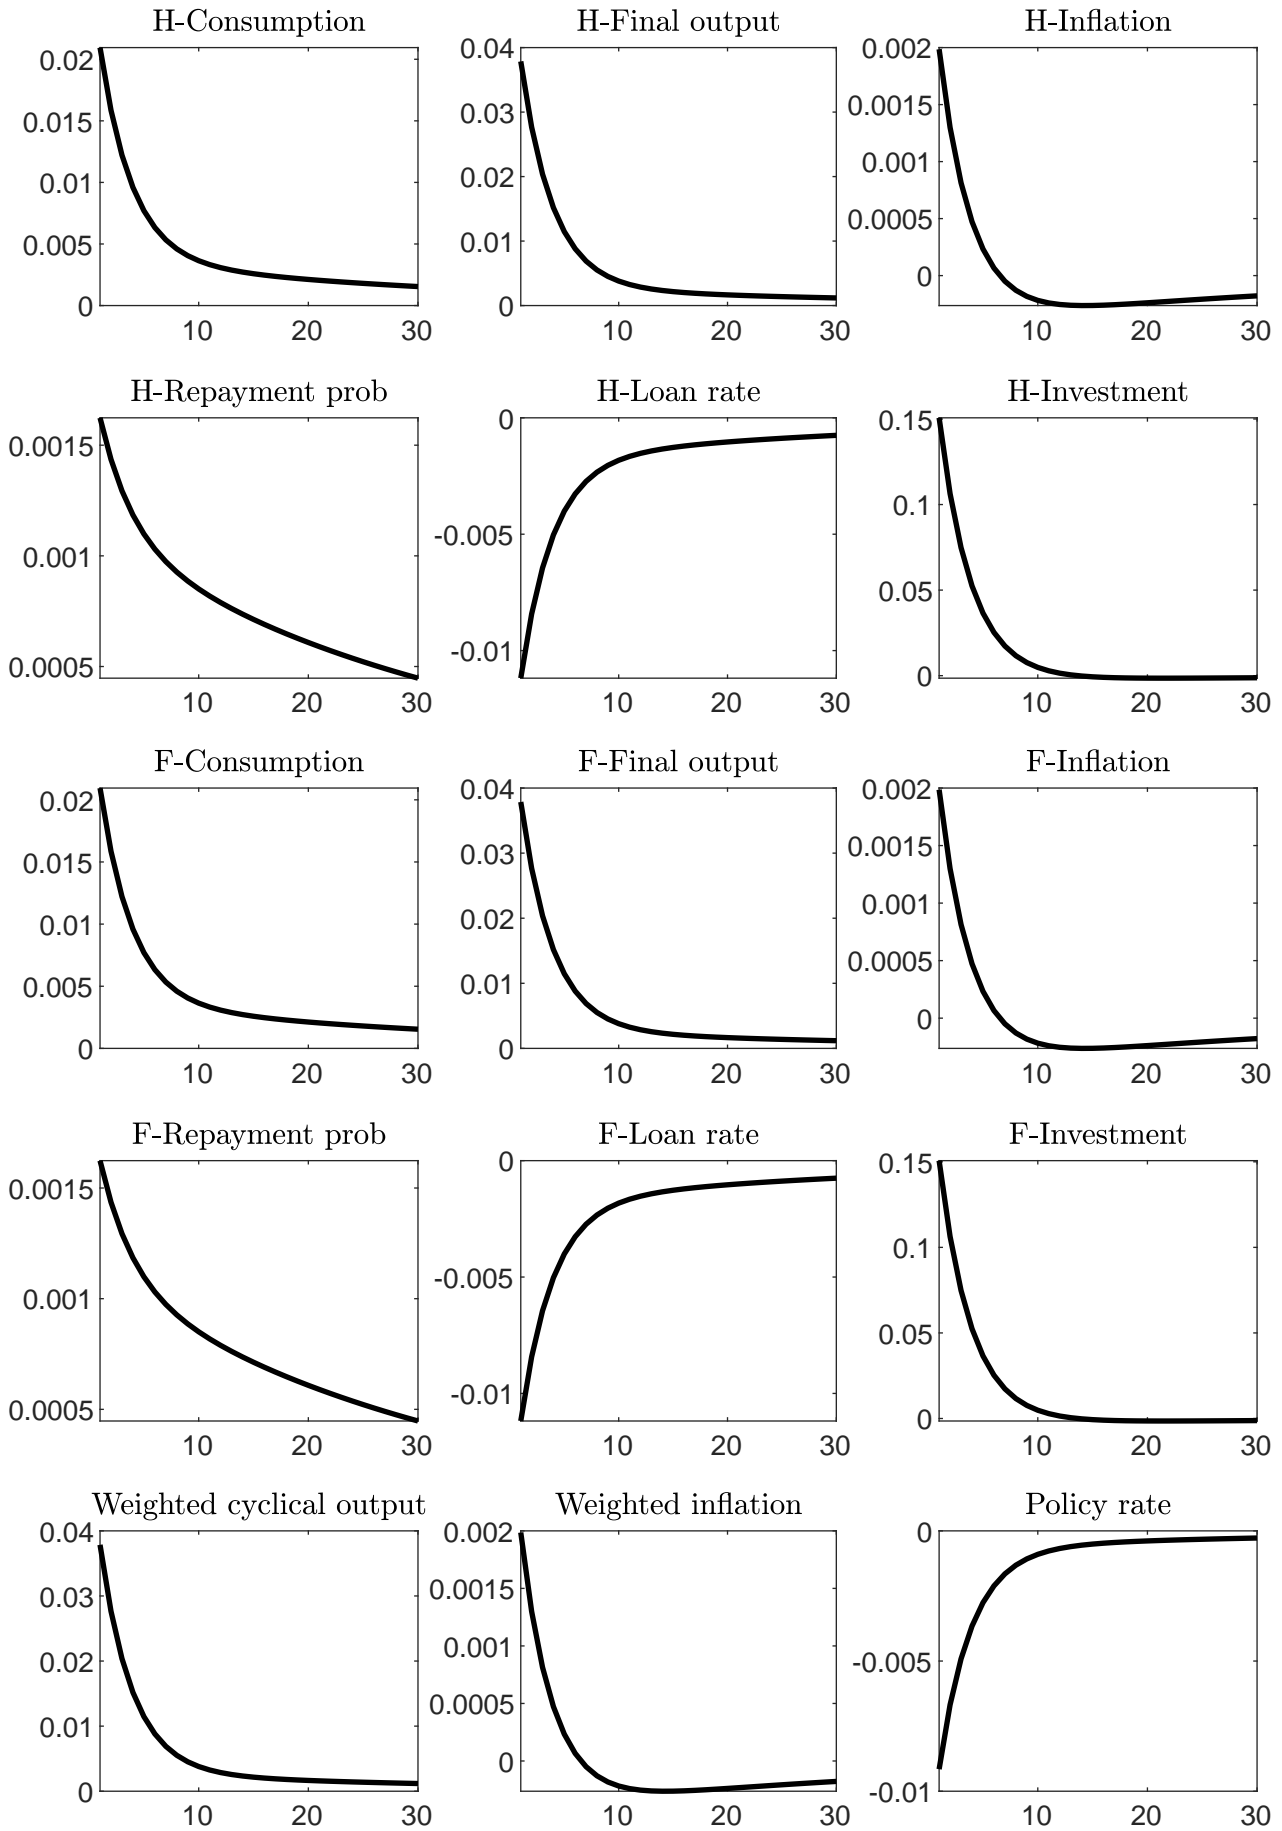 H-Consumption
0.02
0.015
0.01
0.005
0
10 20 30
H-Final output
0.04
0.03
0.02
0.01
0
10 20 30
H-Inflation
0.002
0.0015
0.001
0.0005
0
10 20 30
H-Repayment prob
0.0015
0.001
0.0005
10 20 30
H-Loan rate
0
-0.005
-0.01
10 20 30
H-Investment
0.15
0.1
0.05
0
10 20 30
F-Consumption
0.02
0.015
0.01
0.005
0
10 20 30
F-Final output
0.04
0.03
0.02
0.01
0
10 20 30
F-Inflation
0.002
0.0015
0.001
0.0005
0
10 20 30
F-Repayment prob
0.0015
0.001
0.0005
10 20 30
F-Loan rate
0
-0.005
-0.01
10 20 30
F-Investment
0.15
0.1
0.05
0
10 20 30
Weighted cyclical output
0.04
0.03
0.02
0.01
0
10 20 30
Weighted inflation
0.002
0.0015
0.001
0.0005
0
10 20 30
Policy rate
0
-0.005
-0.01
10 20 30